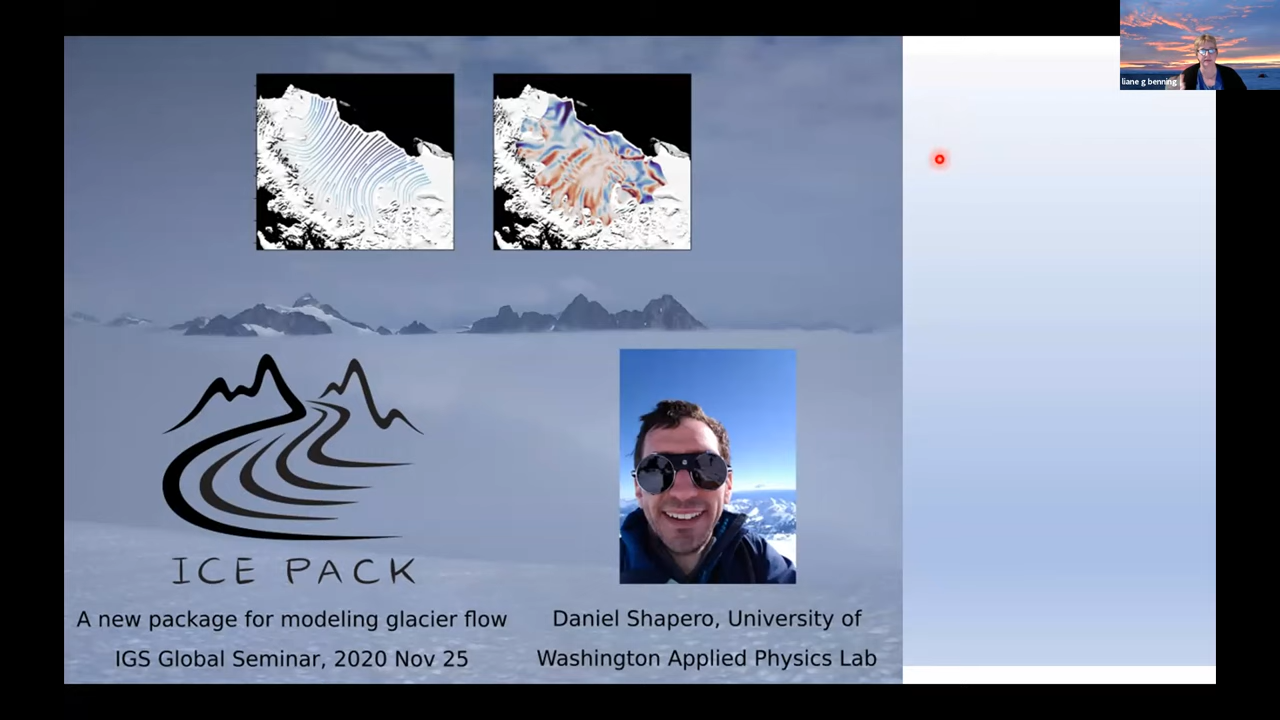 liane g benning
ICE PACK
A new package for modeling glacier flow
IGS Global Seminar, 2020 Nov 25
Daniel Shapero, University of
Washington Applied Physics Lab